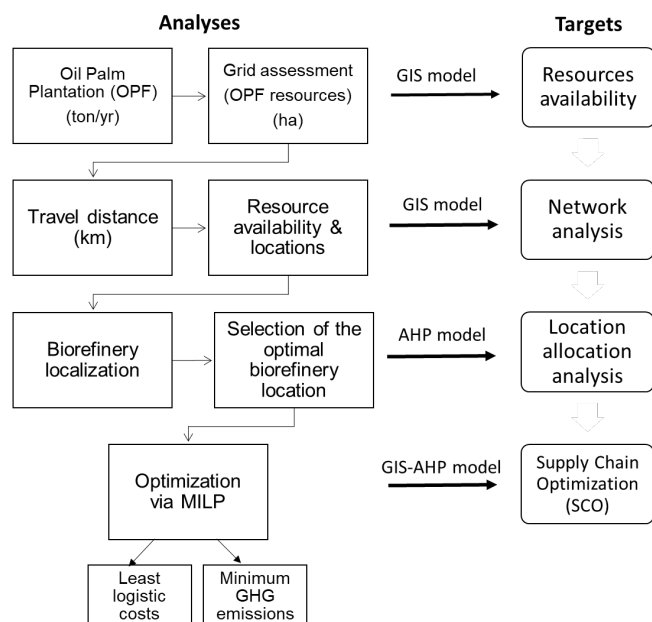 Analyses
Targets
Oil Palm
Plantation (OPF)
(ton/yr)
Grid assessment
(OPF resources)
(ha)
GIS model
Resources
availability
Travel distance
(km)
Resource
availability &
locations
GIS model
Network
analysis
Biorefinery
localization
Selection of the
optimal
biorefinery
location
AHP model
Location
allocation
analysis
Optimization
via MILP
GIS-AHP model
Supply Chain
Optimization
(SCO)
Least
logistic
costs
Minimum
GHG
emissions